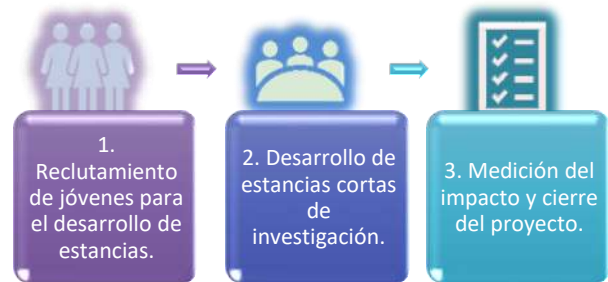 1.
Reclutamiento
de jóvenes para
el desarrollo de
estancias.
2. Desarrollo de
estancias cortas
de
investigación.
3. Medición del
impacto y cierre
del proyecto.